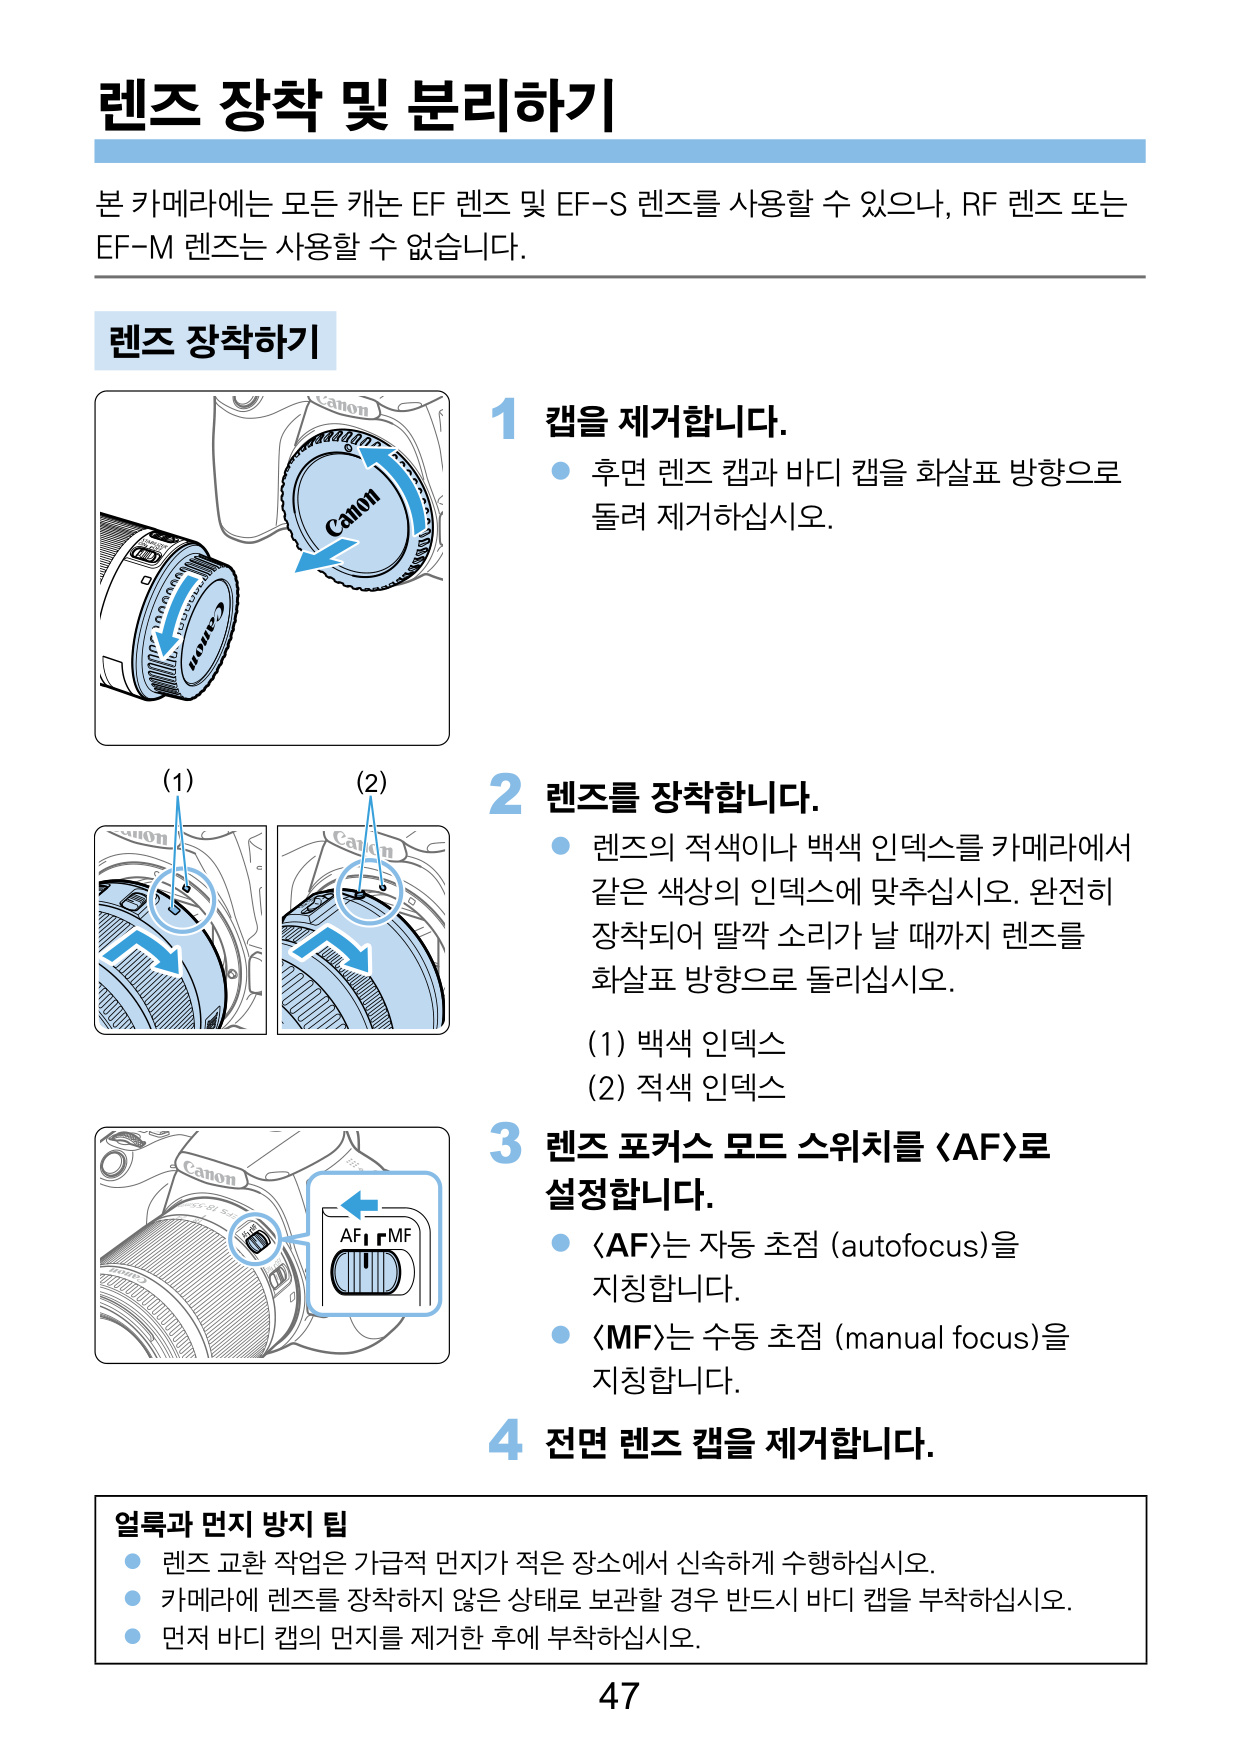 렌즈 장착 및 분리하기
본 카메라에는 모든 캐논 EF 렌즈 및 EF-S 렌즈를 사용할 수 있으나, RF 렌즈 또는
EF-M 렌즈는 사용할 수 없습니다.
렌즈 장착하기
Canon
Canon
Canon
1 캡을 제거합니다.
● 후면 렌즈 캡과 바디 캡을 화살표 방향으로
돌려 제거하십시오.
(1) (2)
Canon
Canon
2 렌즈를 장착합니다.
● 렌즈의 적색이나 백색 인덱스를 카메라에서
같은 색상의 인덱스에 맞추십시오. 완전히
장착되어 딸깍 소리가 날 때까지 렌즈를
화살표 방향으로 돌리십시오.
(1) 백색 인덱스
(2) 적색 인덱스
Canon
AF MF
3 렌즈 포커스 모드 스위치를 〈AF〉로
설정합니다.
● 〈AF〉는 자동 초점 (autofocus)을
지칭합니다.
● 〈MF〉는 수동 초점 (manual focus)을
지칭합니다.
4 전면 렌즈 캡을 제거합니다.
얼룩과 먼지 방지 팁
● 렌즈 교환 작업은 가급적 먼지가 적은 장소에서 신속하게 수행하십시오.
● 카메라에 렌즈를 장착하지 않은 상태로 보관할 경우 반드시 바디 캡을 부착하십시오.
● 먼저 바디 캡의 먼지를 제거한 후에 부착하십시오.
47